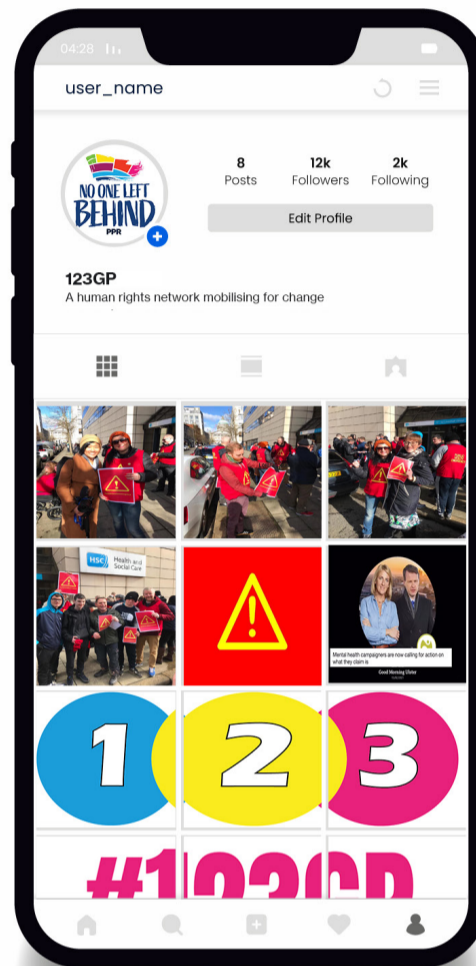 04:28
user_name
NO ONE LEFT
BEHIND
PPR
8 12k 2k
Posts Followers Following
Edit Profile
123GP
A human rights network mobilising for change
HSC Health and
Social Care
Mental health campaigners are now calling for action on
what they claim is
Good Morning Ulster
1 2 3
#123GP